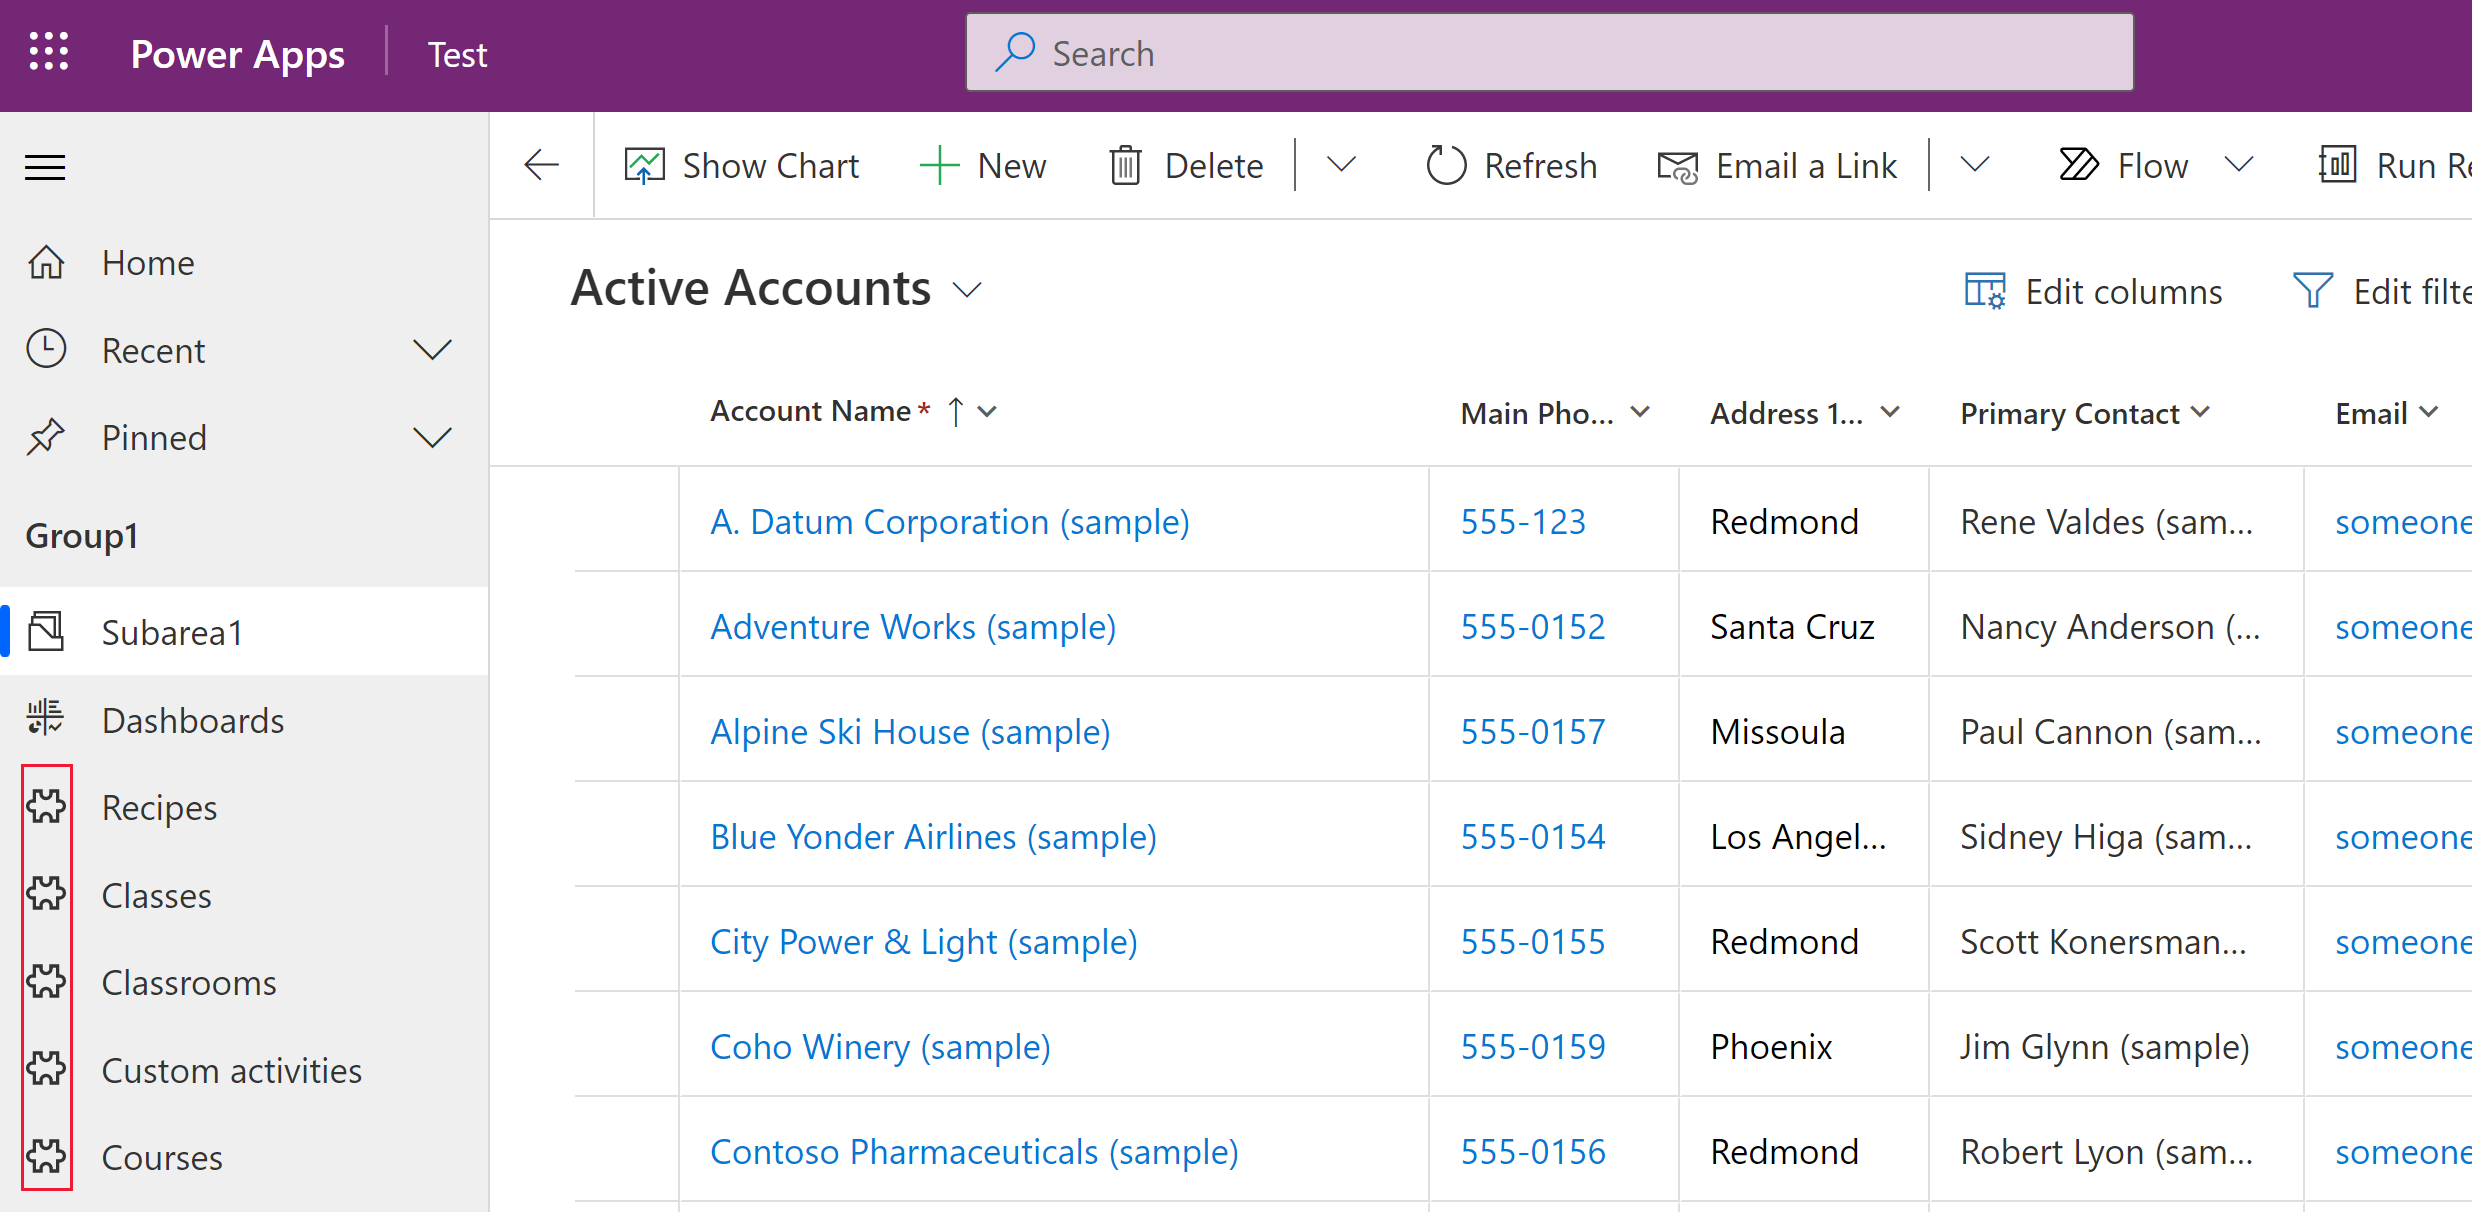 Power Apps Test Search
Show Chart New Delete Refresh Email a Link Flow Run Re
Home
Recent
Pinned
Group1
Subarea1
Dashboards
Recipes
Classes
Classrooms
Custom activities
Courses
Active Accounts Edit columns Edit filte
Account Name* Main Pho... Address 1... Primary Contact Email
A. Datum Corporation (sample) 555-123 Redmond Rene Valdes (sam... someone
Adventure Works (sample) 555-0152 Santa Cruz Nancy Anderson (... someone
Alpine Ski House (sample) 555-0157 Missoula Paul Cannon (sam... someone
Blue Yonder Airlines (sample) 555-0154 Los Angel... Sidney Higa (sam... someone
City Power & Light (sample) 555-0155 Redmond Scott Konersman... someone
Coho Winery (sample) 555-0159 Phoenix Jim Glynn (sample) someone
Contoso Pharmaceuticals (sample) 555-0156 Redmond Robert Lyon (sam... someone